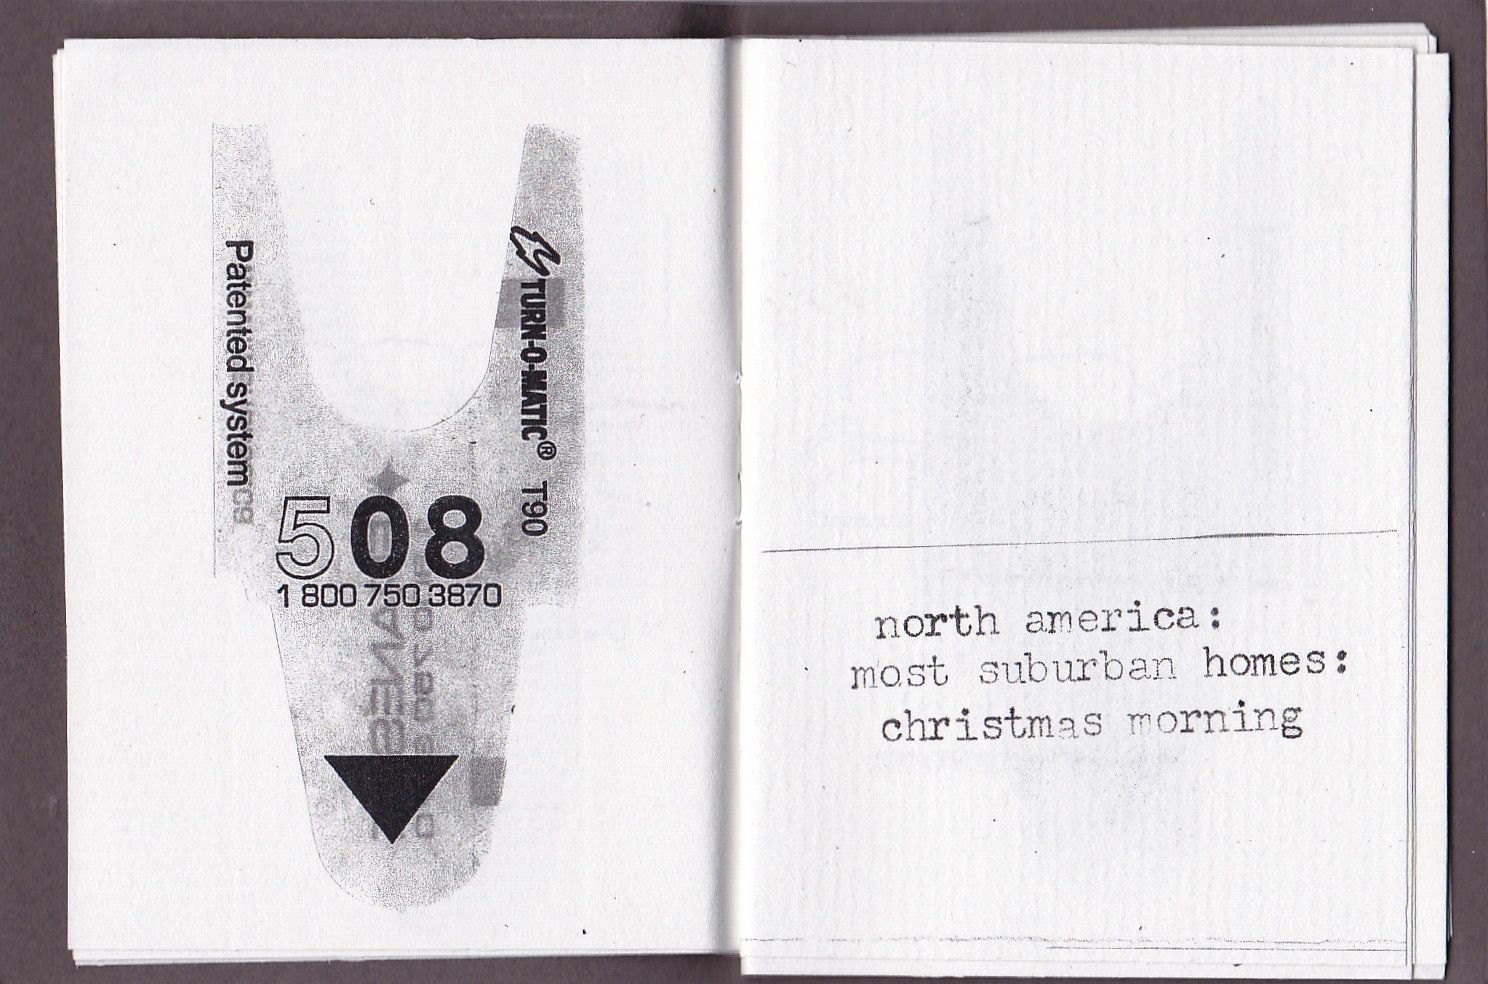 Patented system
TURN-O-MATIC® T90
508
1 800 750 3870
north america:
most suburban homes:
christmas morning